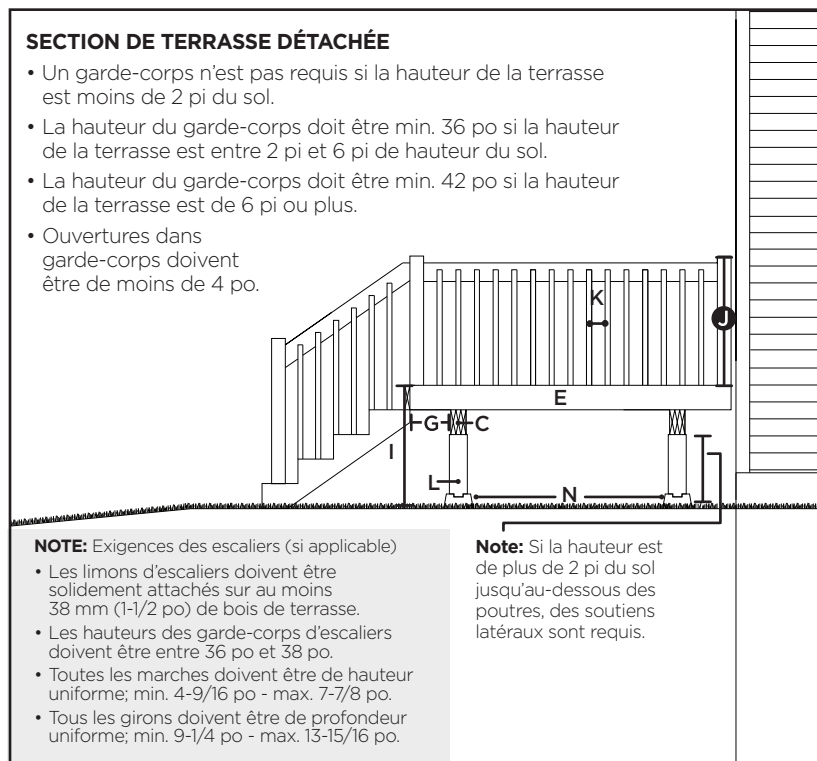 SECTION DE TERRASSE DÉTACHÉE
• Un garde-corps n'est pas requis si la hauteur de la terrasse
est moins de 2 pi du sol.
• La hauteur du garde-corps doit être min. 36 po si la hauteur
de la terrasse est entre 2 pi et 6 pi de hauteur du sol.
• La hauteur du garde-corps doit être min. 42 po si la hauteur
de la terrasse est de 6 pi ou plus.
• Ouvertures dans
garde-corps doivent
être de moins de 4 po.
K
J
E
G
C
I
L
N
NOTE: Exigences des escaliers (si applicable)
• Les limons d'escaliers doivent être
solidement attachés sur au moins
38 mm (1-1/2 po) de bois de terrasse.
• Les hauteurs des garde-corps d'escaliers
doivent être entre 36 po et 38 po.
• Toutes les marches doivent être de hauteur
uniforme; min. 4-9/16 po - max. 7-7/8 po.
• Tous les girons doivent être de profondeur
uniforme; min. 9-1/4 po - max. 13-15/16 po.
Note: Si la hauteur est
de plus de 2 pi du sol
jusqu'au-dessous des
poutres, des soutiens
latéraux sont requis.